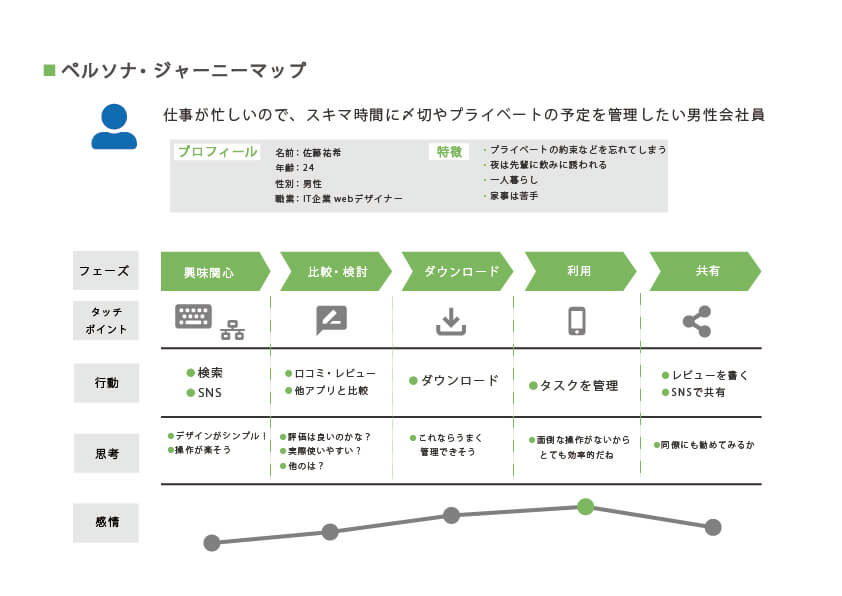 ペルソナ・ジャーニーマップ
仕事が忙しいので、スキマ時間に〆切やプライベートの予定を管理したい男性会社員
プロフィール
名前：佐藤祐希
年齢：24
性別：男性
職業：IT企業 webデザイナー
特徴
・プライベートの約束などを忘れてしまう
・夜は先輩に飲みに誘われる
・一人暮らし
・家事は苦手
フェーズ
興味関心
比較・検討
ダウンロード
利用
共有
タッチ
ポイント
行動
検索
SNS
口コミ・レビュー
他アプリと比較
ダウンロード
タスクを管理
レビューを書く
SNSで共有
思考
デザインがシンプル！
操作が楽そう
評価は良いのかな？
実際使いやすい？
他のは？
これならうまく
管理できそう
面倒な操作がないから
とても効率的だね
同僚にも勧めてみるか
感情